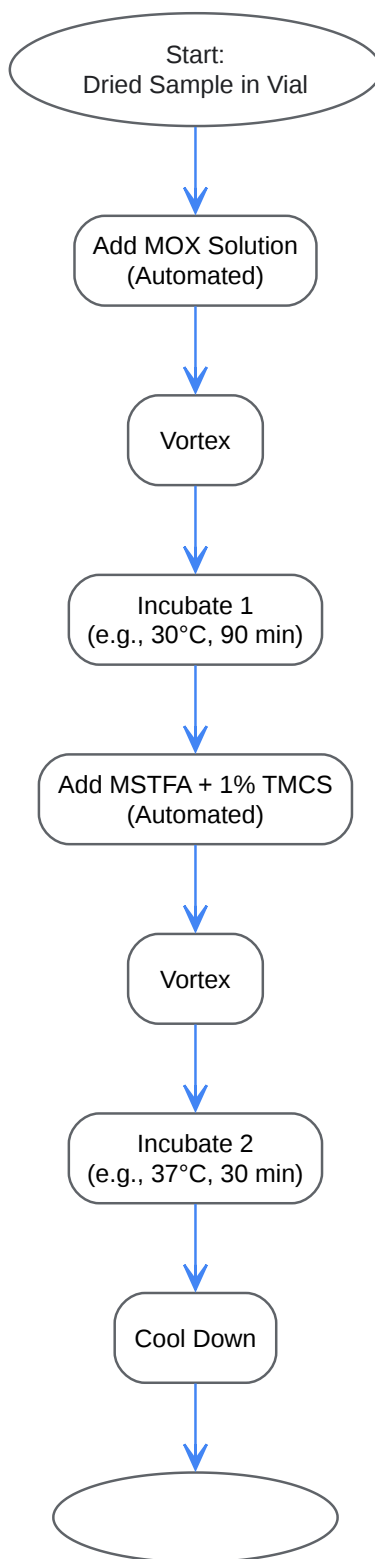 Start:
Dried Sample in Vial
Add MOX Solution
(Automated)
Vortex
Incubate 1
(e.g., 30°C, 90 min)
Add MSTFA + 1% TMCS
(Automated)
Vortex
Incubate 2
(e.g., 37°C, 30 min)
Cool Down